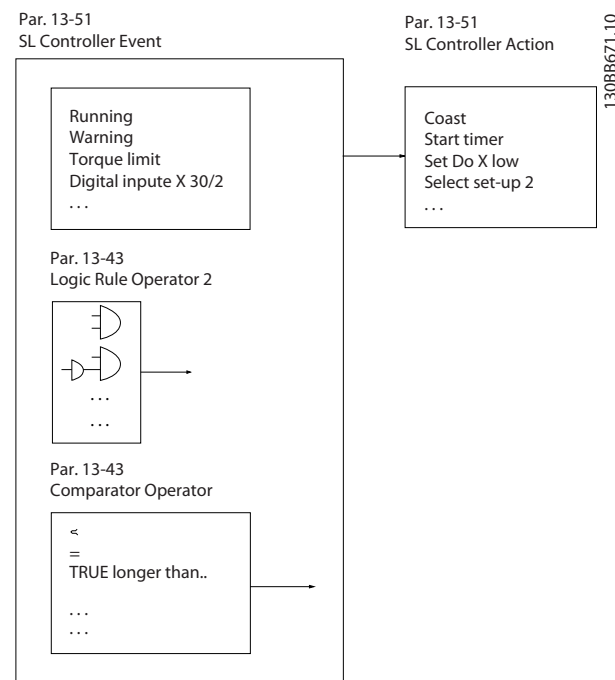 Par. 13-51
SL Controller Event
Par. 13-51
SL Controller Action
130BB671.10
Running
Warning
Torque limit
Digital inpute X 30/2
. . .
Coast
Start timer
Set Do X low
Select set-up 2
. . .
Par. 13-43
Logic Rule Operator 2
. . .
. . .
Par. 13-43
Comparator Operator
<
=
TRUE longer than..
. . .
. . .